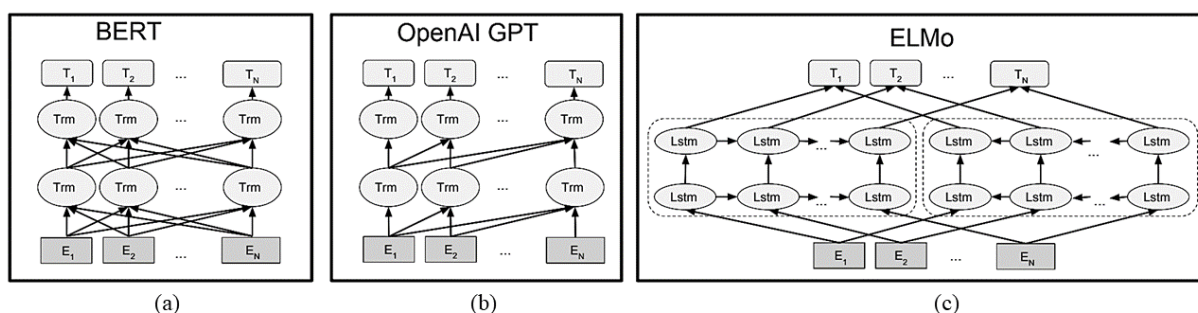 BERT
T1 T2 ... TN
Trm Trm ... Trm
Trm Trm ... Trm
E1 E2 ... EN
(a)
OpenAI GPT
T1 T2 ... TN
Trm Trm ... Trm
Trm Trm ... Trm
E1 E2 ... EN
(b)
ELMo
T1 T2 ... TN
Lstm Lstm ... Lstm Lstm Lstm ... Lstm
Lstm Lstm ... Lstm Lstm Lstm ... Lstm
E1 E2 ... EN
(c)